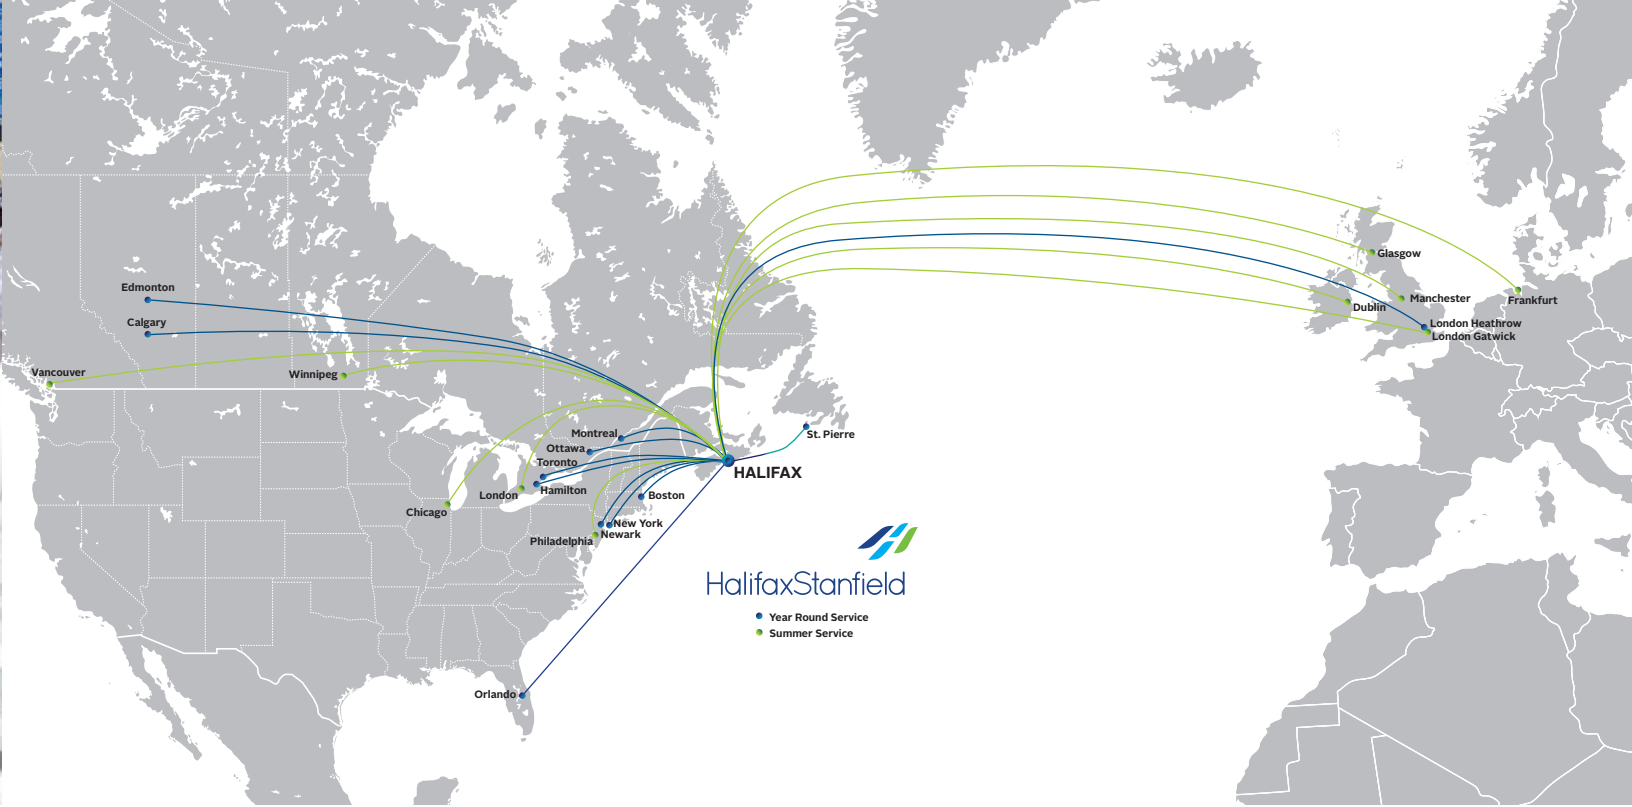 Edmonton
Calgary
Vancouver
Winnipeg
Glasgow
Manchester
Frankfurt
Dublin
London Heathrow
London Gatwick
Montreal
Ottawa
Toronto
St. Pierre
HALIFAX
London
Hamilton
Boston
Chicago
New York
Newark
Philadelphia
HalifaxStanfield
Year Round Service
Summer Service
Orlando